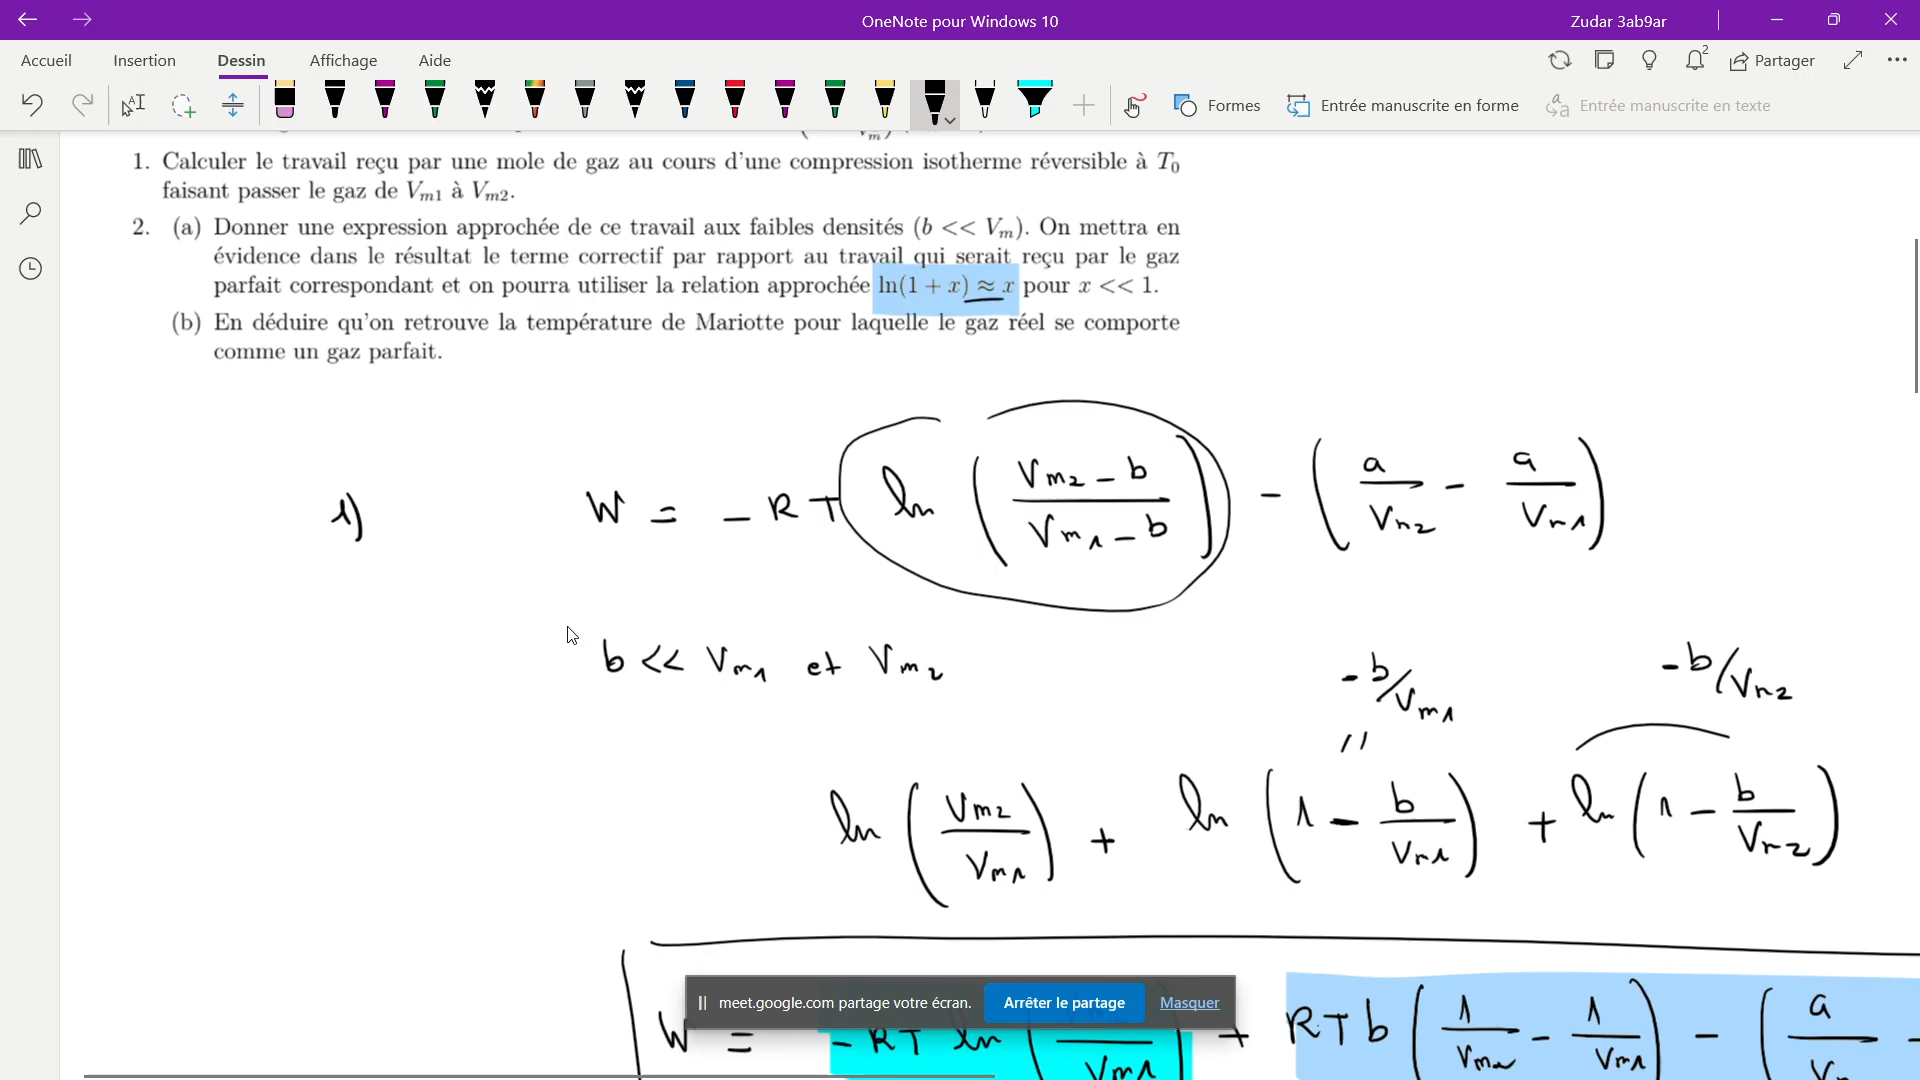 OneNote pour Windows 10
Zudar 3ab9ar
Accueil Insertion Dessin Affichage Aide
2
Partager
Formes
Entrée manuscrite en forme
Entrée manuscrite en texte
1. Calculer le travail reçu par une mole de gaz au cours d'une compression isotherme réversible à T₀
faisant passer le gaz de Vₘ₁ à Vₘ₂.
2. (a) Donner une expression approchée de ce travail aux faibles densités (b << Vₘ). On mettra en
évidence dans le résultat le terme correctif par rapport au travail qui serait reçu par le gaz
parfait correspondant et on pourra utiliser la relation approchée ln(1 + x) ≈ x pour x << 1.
(b) En déduire qu'on retrouve la température de Mariotte pour laquelle le gaz réel se comporte
comme un gaz parfait.
1) W = - RT ln((Vm2 - b)/(Vm1 - b)) - (a/Vm2 - a/Vm1)
b << Vm1 et Vm2
-b/Vm1 -b/Vm2
ln(Vm2/Vm1) + ln(1 - b/Vm1) + ln(1 - b/Vm2)
meet.google.com partage votre écran. Arrêter le partage Masquer
W = - RT ln( /Vm1) + RTb(1/Vm2 - 1/Vm1) - (a/